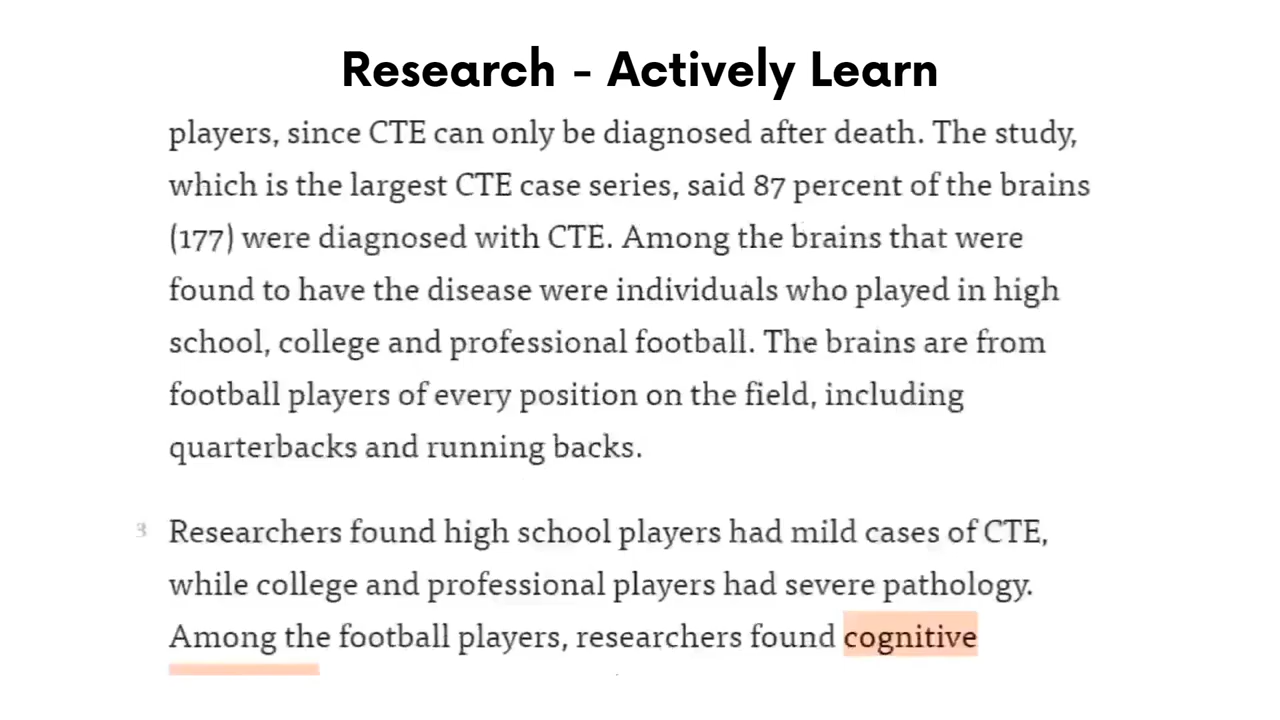 Research - Actively Learn
players, since CTE can only be diagnosed after death. The study,
which is the largest CTE case series, said 87 percent of the brains
(177) were diagnosed with CTE. Among the brains that were
found to have the disease were individuals who played in high
school, college and professional football. The brains are from
football players of every position on the field, including
quarterbacks and running backs.
3
Researchers found high school players had mild cases of CTE,
while college and professional players had severe pathology.
Among the football players, researchers found cognitive